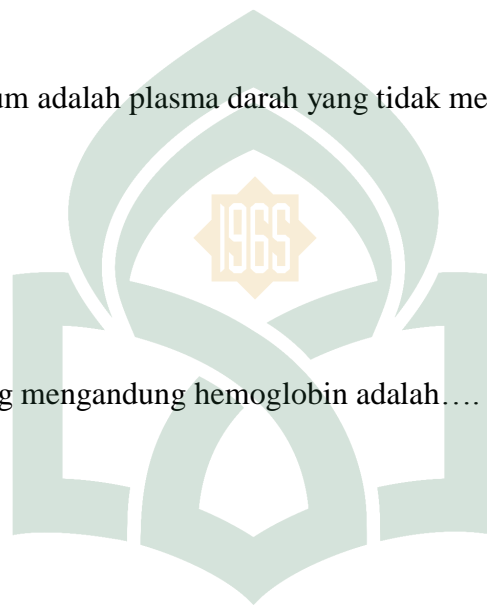 um adalah plasma darah yang tidak me
1965
g mengandung hemoglobin adalah….